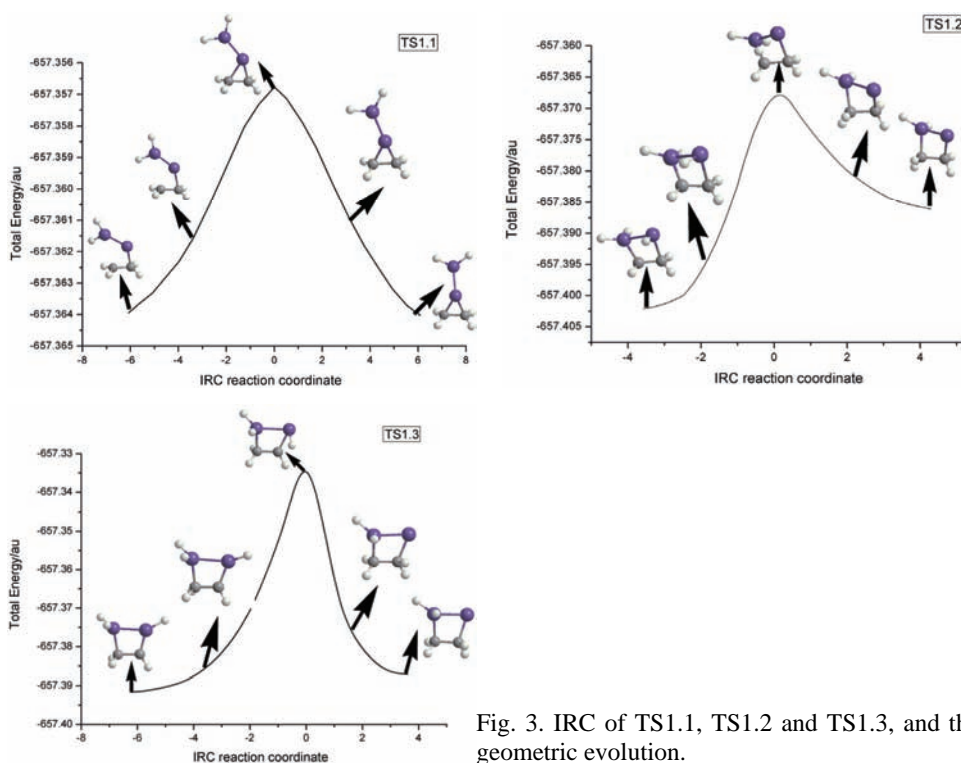 TS1.1
-657.356
-657.357
-657.358
-657.359
-657.360
-657.361
-657.362
-657.363
-657.364
-657.365
Total Energy/au
-8 -6 -4 -2 0 2 4 6 8
IRC reaction coordinate
TS1.2
-657.360
-657.365
-657.370
-657.375
-657.380
-657.385
-657.390
-657.395
-657.400
-657.405
Total Energy/au
-4 -2 0 2 4
IRC reaction coordinate
TS1.3
-657.33
-657.34
-657.35
-657.36
-657.37
-657.38
-657.39
-657.40
Total Energy/au
-8 -6 -4 -2 0 2 4
IRC reaction coordinate
Fig. 3. IRC of TS1.1, TS1.2 and TS1.3, and th
geometric evolution.